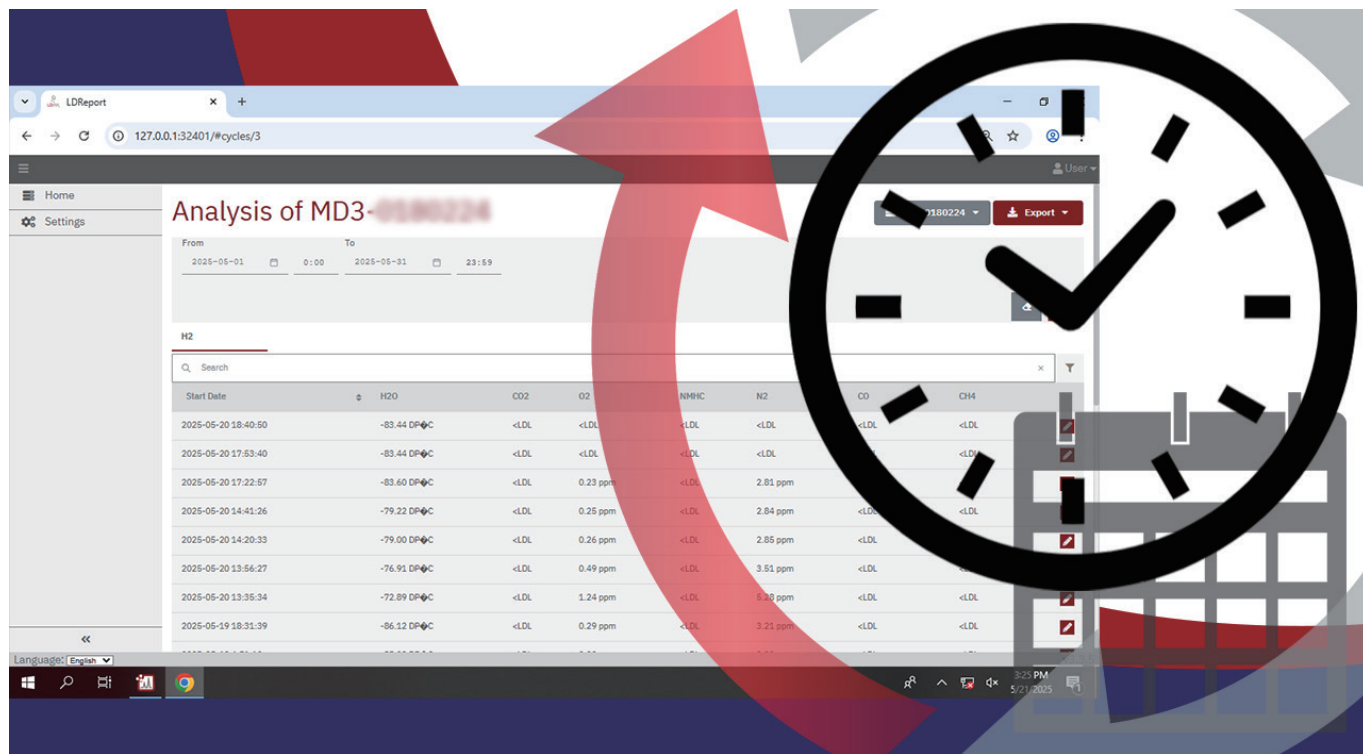 LDReport
127.0.0.1:32401/#cycles/3
User
Home
Settings
Analysis of MD3-
0180224
Export
From To
2025-05-01 0:00 2025-05-31 23:59
H2
Search
Start Date H2O CO2 O2 NMHC N2 CO CH4
2025-05-20 18:40:50 -83.44 DP�C <LDL <LDL <LDL <LDL <LDL <LDL
2025-05-20 17:53:40 -83.44 DP�C <LDL <LDL <LDL <LDL <LDL
2025-05-20 17:22:57 -83.60 DP�C <LDL 0.23 ppm <LDL 2.81 ppm <LDL
2025-05-20 14:41:26 -79.22 DP�C <LDL 0.25 ppm <LDL 2.84 ppm <LDL <LDL
2025-05-20 14:20:33 -79.00 DP�C <LDL 0.26 ppm <LDL 2.85 ppm <LDL
2025-05-20 13:56:27 -76.91 DP�C <LDL 0.49 ppm <LDL 3.51 ppm <LDL
2025-05-20 13:35:34 -72.89 DP�C <LDL 1.24 ppm <LDL 5.28 ppm <LDL <LDL
2025-05-19 18:31:39 -86.12 DP�C <LDL 0.29 ppm <LDL 3.21 ppm <LDL <LDL
Language: English
3:25 PM
5/21/2025